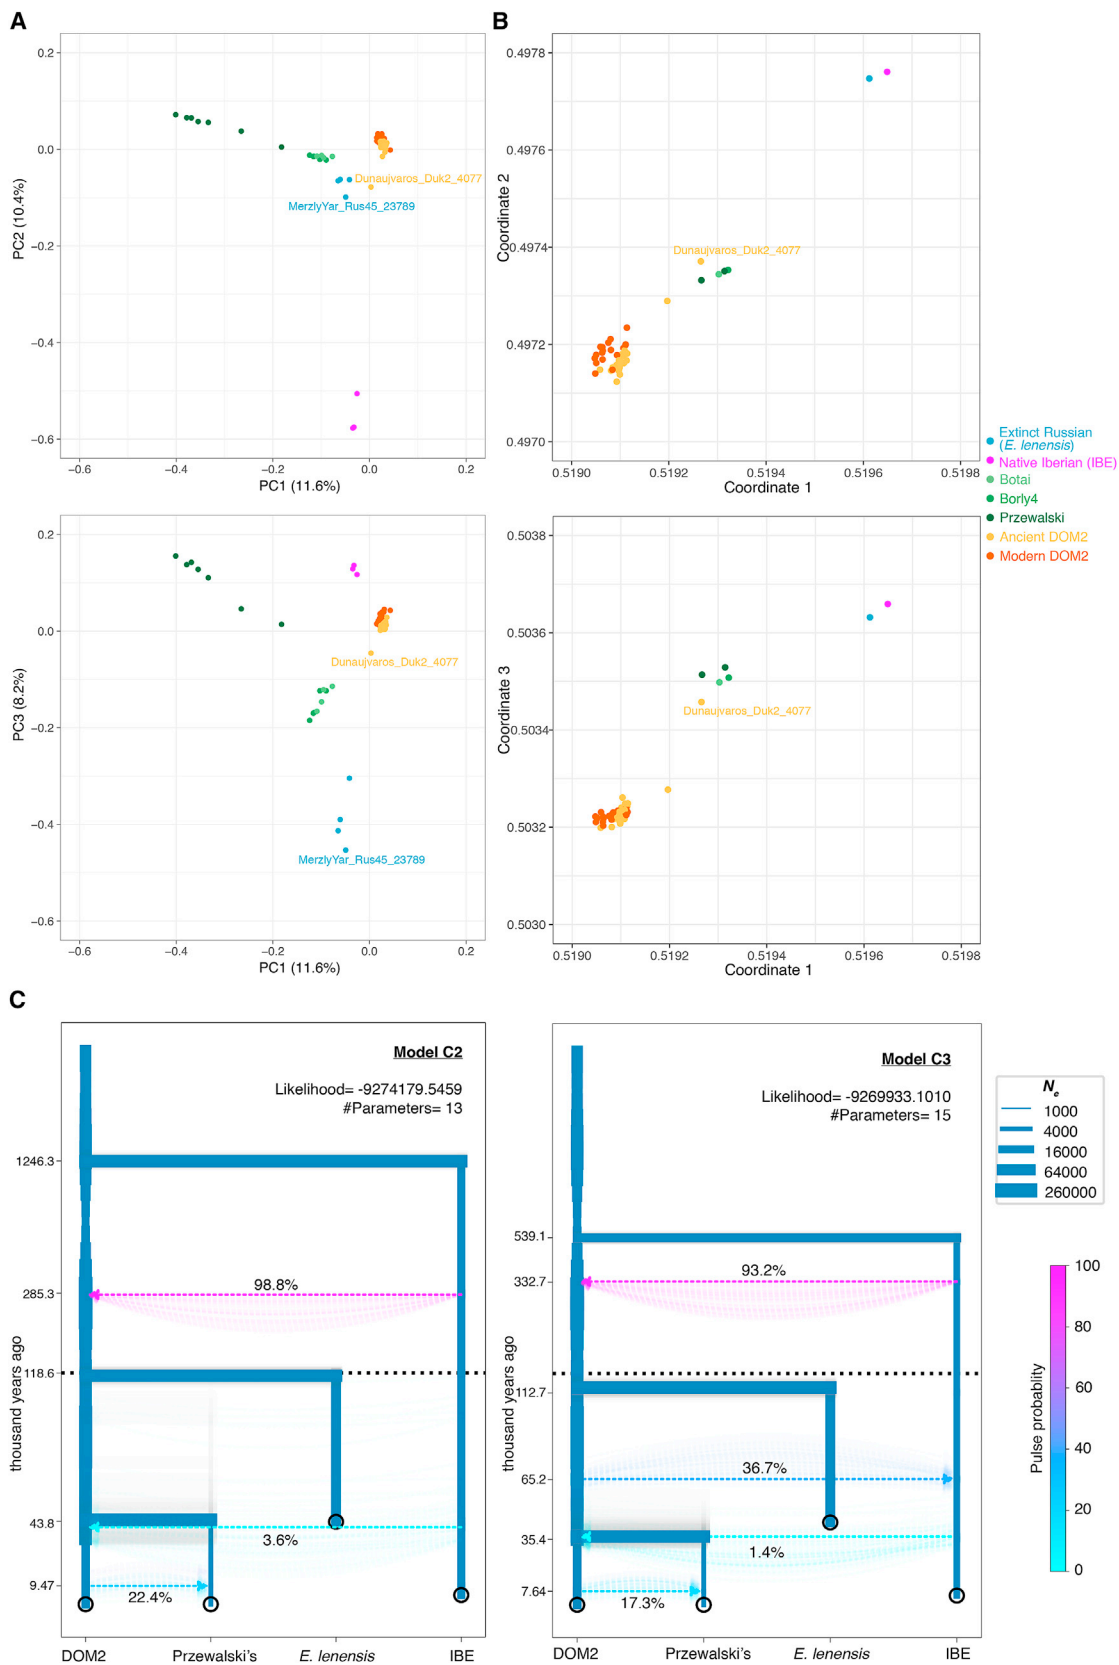 A
0.2
0.0
−0.2
−0.4
−0.6
PC2 (10.4%)
Dunaujvaros_Duk2_4077
MerzlyYar_Rus45_23789
−0.6
−0.4
−0.2
0.0
0.2
PC1 (11.6%)
B
0.4978
0.4976
0.4974
0.4972
0.4970
Coordinate 2
Dunaujvaros_Duk2_4077
0.5190
0.5192
0.5194
0.5196
0.5198
Coordinate 1
Extinct Russian
(E. lenensis)
Native Iberian (IBE)
Botai
Borly4
Przewalski
Ancient DOM2
Modern DOM2
0.2
0.0
−0.2
−0.4
−0.6
PC3 (8.2%)
Dunaujvaros_Duk2_4077
MerzlyYar_Rus45_23789
−0.6
−0.4
−0.2
0.0
0.2
PC1 (11.6%)
0.5038
0.5036
0.5034
0.5032
0.5030
Coordinate 3
Dunaujvaros_Duk2_4077
0.5190
0.5192
0.5194
0.5196
0.5198
Coordinate 1
C
Model C2
Likelihood= -9274179.5459
#Parameters= 13
1246.3
285.3
118.6
43.8
9.47
thousand years ago
98.8%
3.6%
22.4%
DOM2
Przewalski's
E. lenensis
IBE
Model C3
Likelihood= -9269933.1010
#Parameters= 15
539.1
332.7
112.7
65.2
35.4
7.64
thousand years ago
93.2%
36.7%
1.4%
17.3%
DOM2
Przewalski's
E. lenensis
IBE
Ne
1000
4000
16000
64000
260000
100
80
60
40
20
0
Pulse probablity